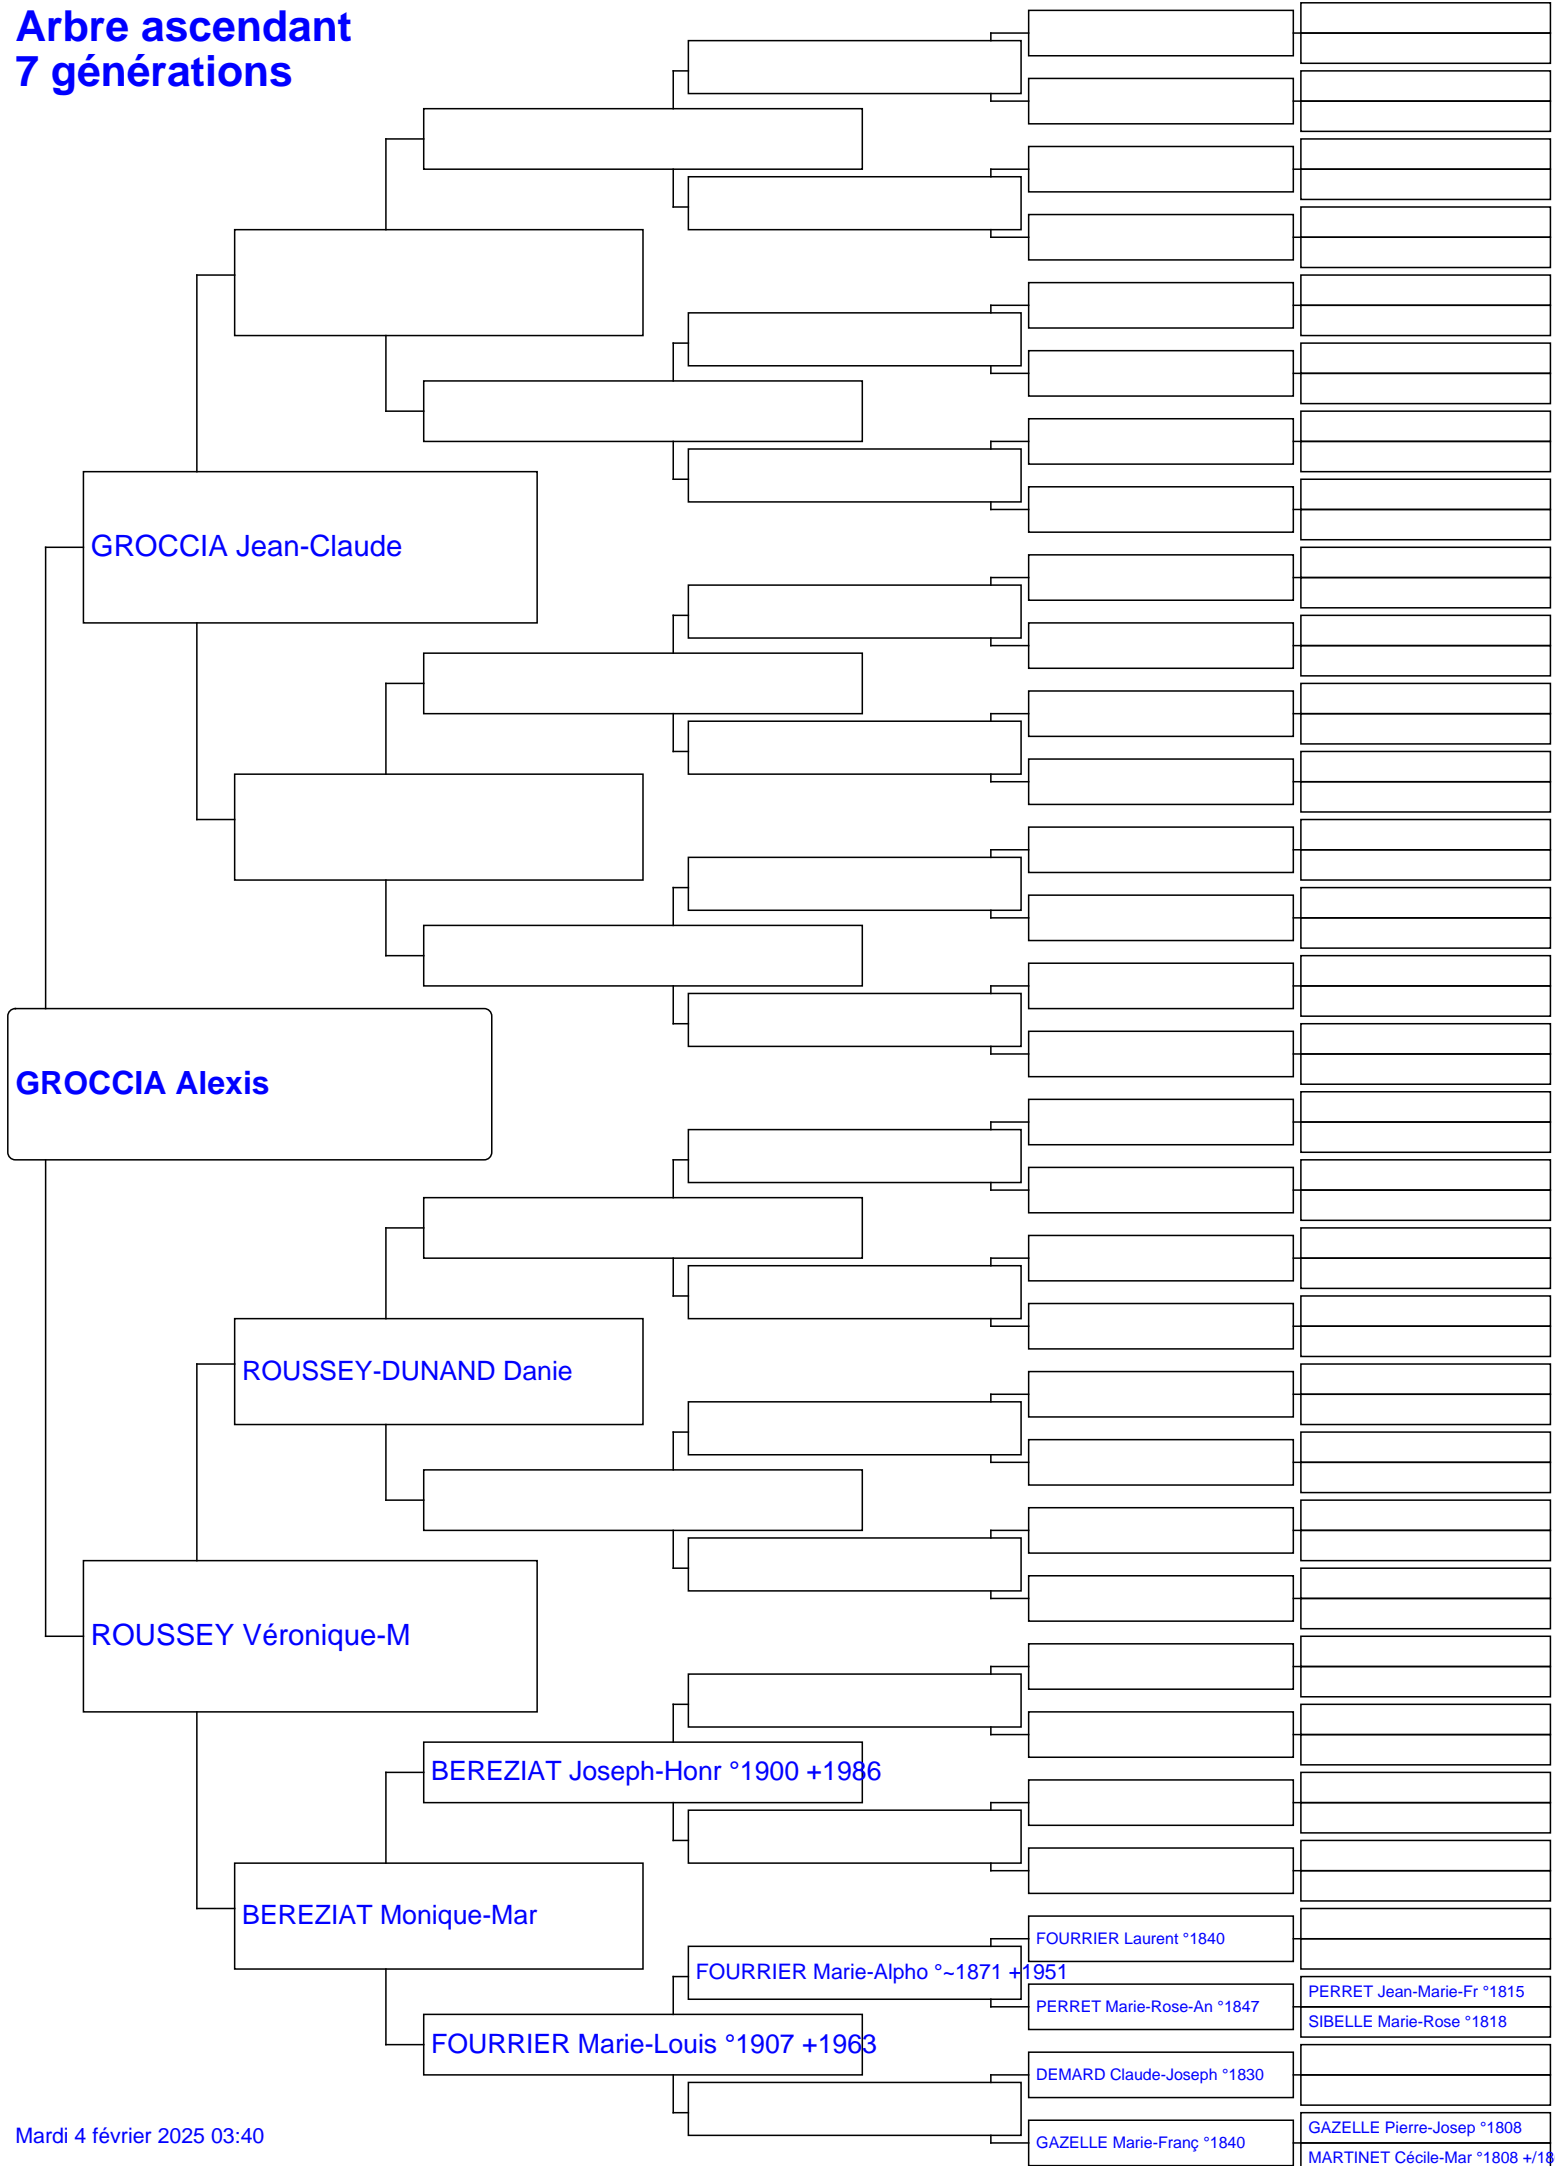 Arbre ascendant
7 générations
GROCCIA Jean-Claude
GROCCIA Alexis
ROUSSEY-DUNAND Danie
ROUSSEY Véronique-M
BEREZIAT Joseph-Honr °1900 +1986
BEREZIAT Monique-Mar
FOURRIER Laurent °1840
FOURRIER Marie-Alpho °~1871 +1951
PERRET Jean-Marie-Fr °1815
PERRET Marie-Rose-An °1847
SIBELLE Marie-Rose °1818
FOURRIER Marie-Louis °1907 +1963
DEMARD Claude-Joseph °1830
GAZELLE Pierre-Josep °1808
GAZELLE Marie-Franç °1840
MARTINET Cécile-Mar °1808 +/18
Mardi 4 février 2025 03:40